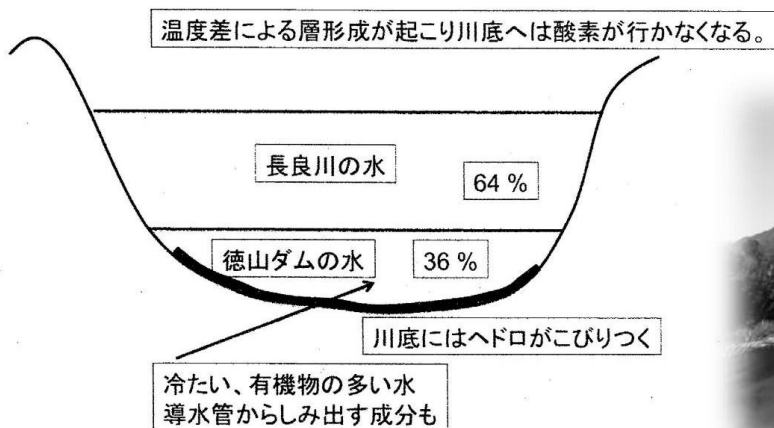 温度差による層形成が起こり川底へは酸素が行かなくなる。
長良川の水
64 %
徳山ダムの水
36 %
川底にはヘドロがこびりつく
冷たい、有機物の多い水
導水管からしみ出す成分も